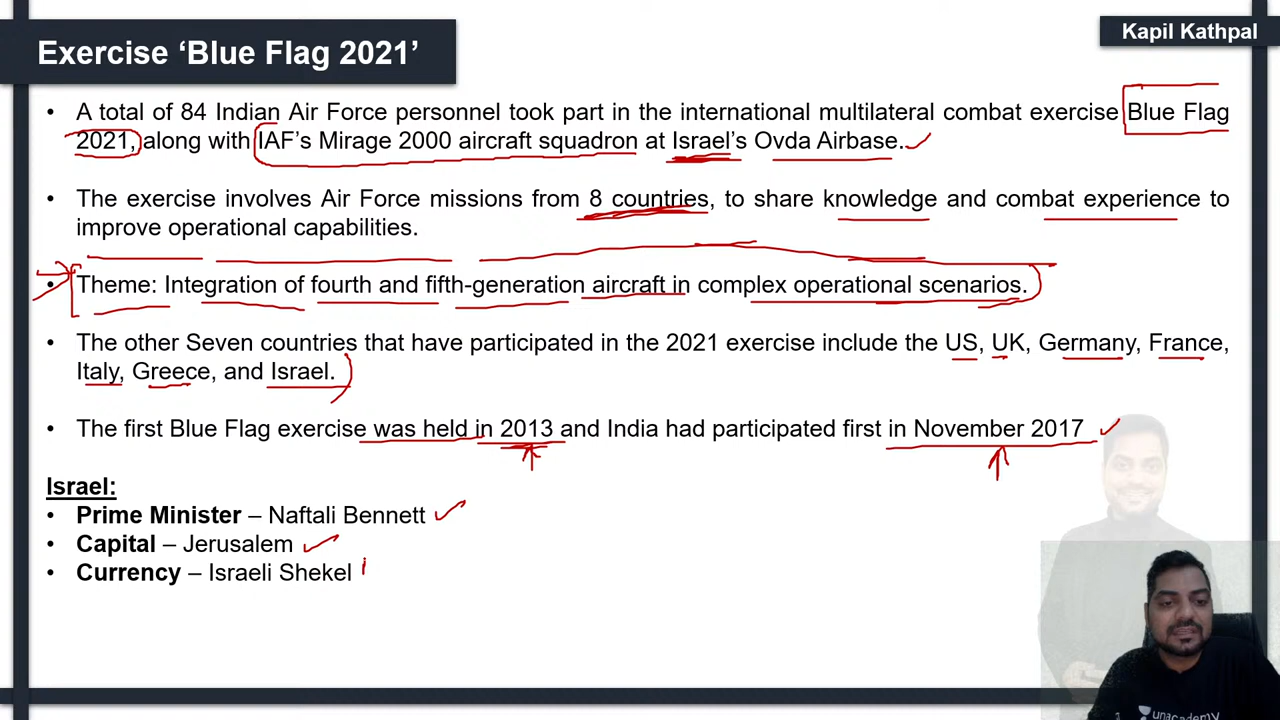 Exercise ‘Blue Flag 2021’
Kapil Kathpal
• A total of 84 Indian Air Force personnel took part in the international multilateral combat exercise Blue Flag
2021, along with IAF’s Mirage 2000 aircraft squadron at Israel’s Ovda Airbase.
• The exercise involves Air Force missions from 8 countries, to share knowledge and combat experience to
improve operational capabilities.
• Theme: Integration of fourth and fifth-generation aircraft in complex operational scenarios.
• The other Seven countries that have participated in the 2021 exercise include the US, UK, Germany, France,
Italy, Greece, and Israel.
• The first Blue Flag exercise was held in 2013 and India had participated first in November 2017
Israel:
• Prime Minister – Naftali Bennett
• Capital – Jerusalem
• Currency – Israeli Shekel
unacademy